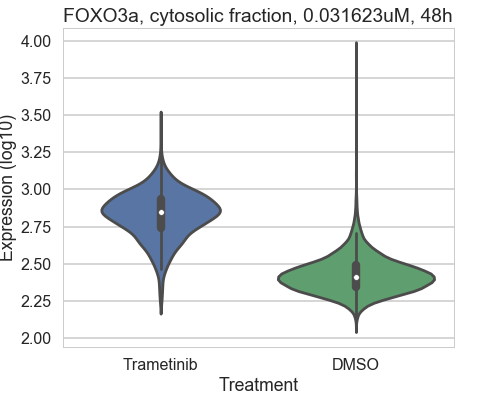 FOXO3a, cytosolic fraction, 0.031623uM, 48h
4.00
3.75
3.50
3.25
3.00
2.75
2.50
2.25
2.00
Expression (log10)
Trametinib DMSO
Treatment